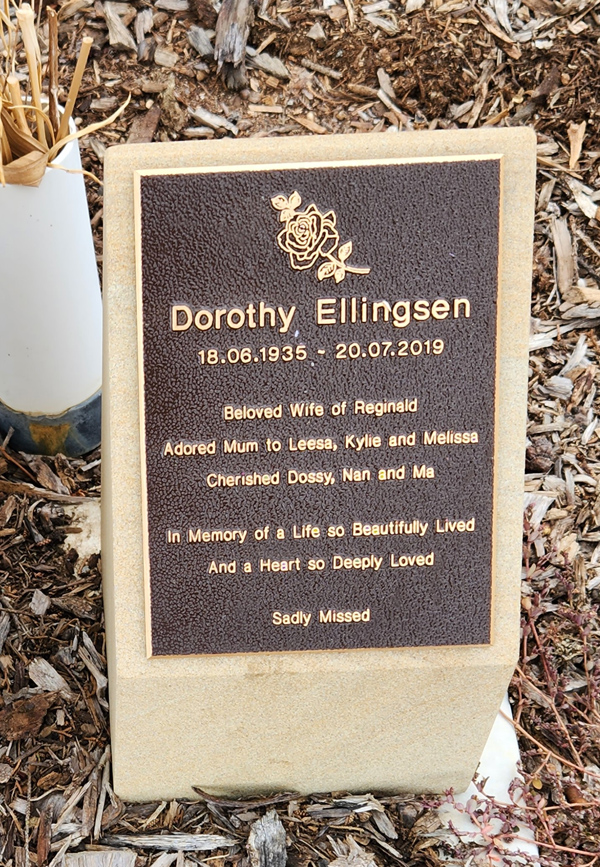 Dorothy Ellingsen
18.06.1935 - 20.07.2019
Beloved Wife of Reginald
Adored Mum to Leesa, Kylie and Melissa
Cherished Dossy, Nan and Ma
In Memory of a Life so Beautifully Lived
And a Heart so Deeply Loved
Sadly Missed